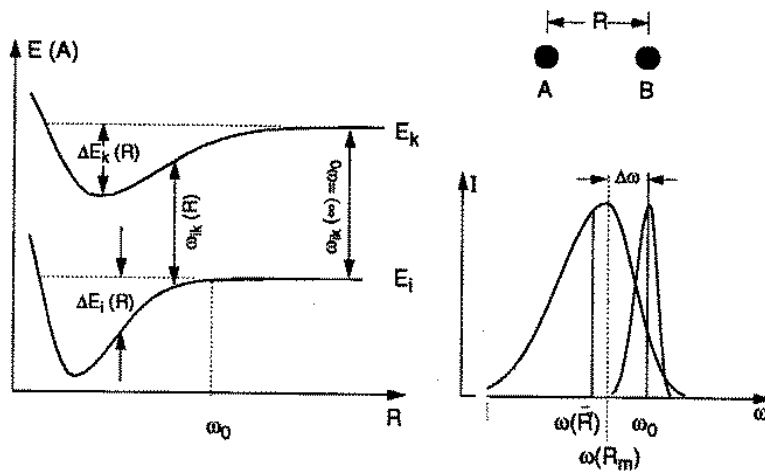 E (A)
ΔE_k (R)
E_k
ω_ik (R)
ω_ik (∞) = ω_0
ΔE_i (R)
E_i
ω_0
R
R
A
B
I
Δω
ω(R̄)
ω_0
ω
ω(R_m)